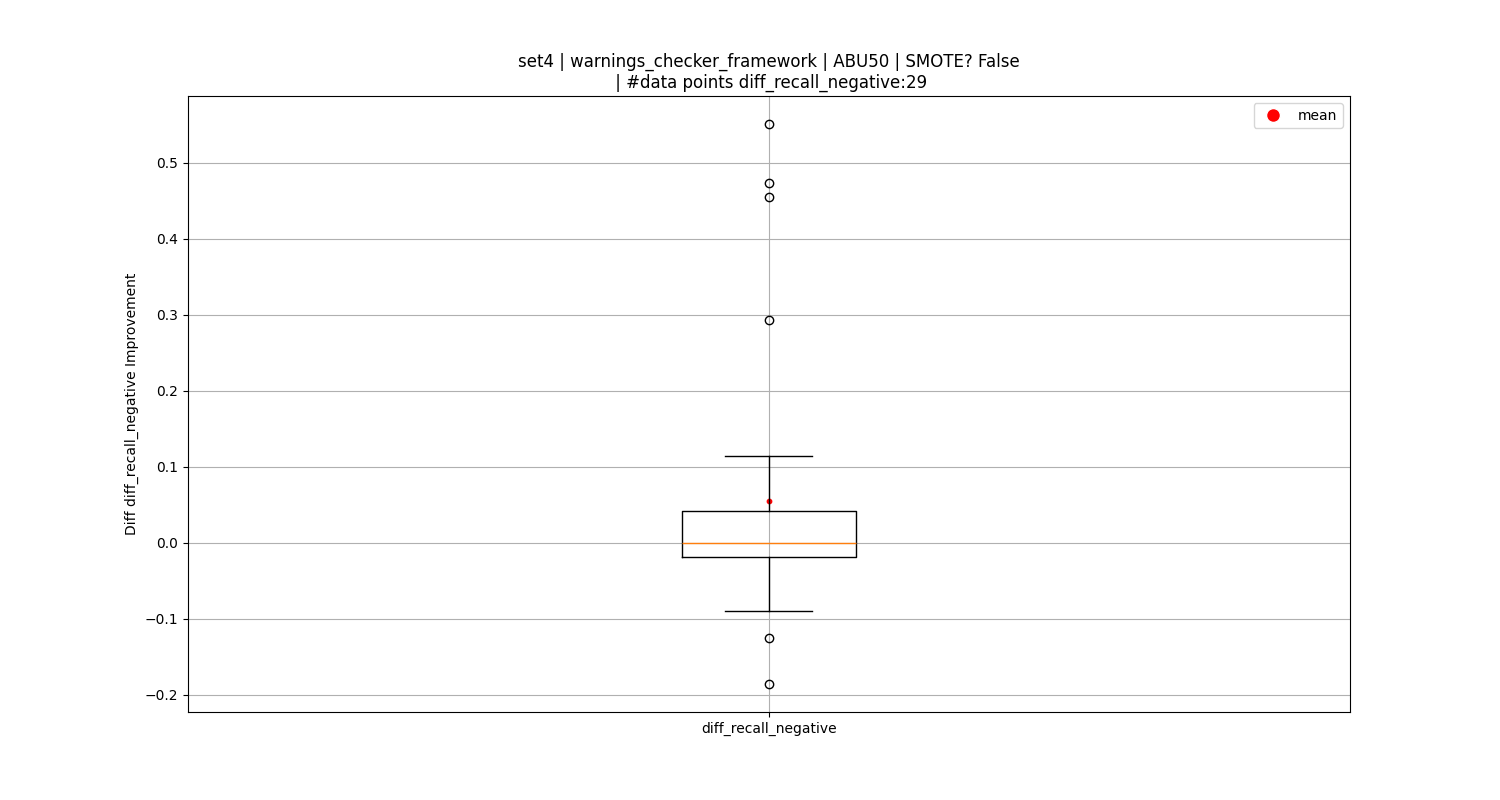 set4 | warnings_checker_framework | ABU50 | SMOTE? False
| #data points diff_recall_negative:29
mean
Diff diff_recall_negative Improvement
0.5
0.4
0.3
0.2
0.1
0.0
−0.1
−0.2
diff_recall_negative